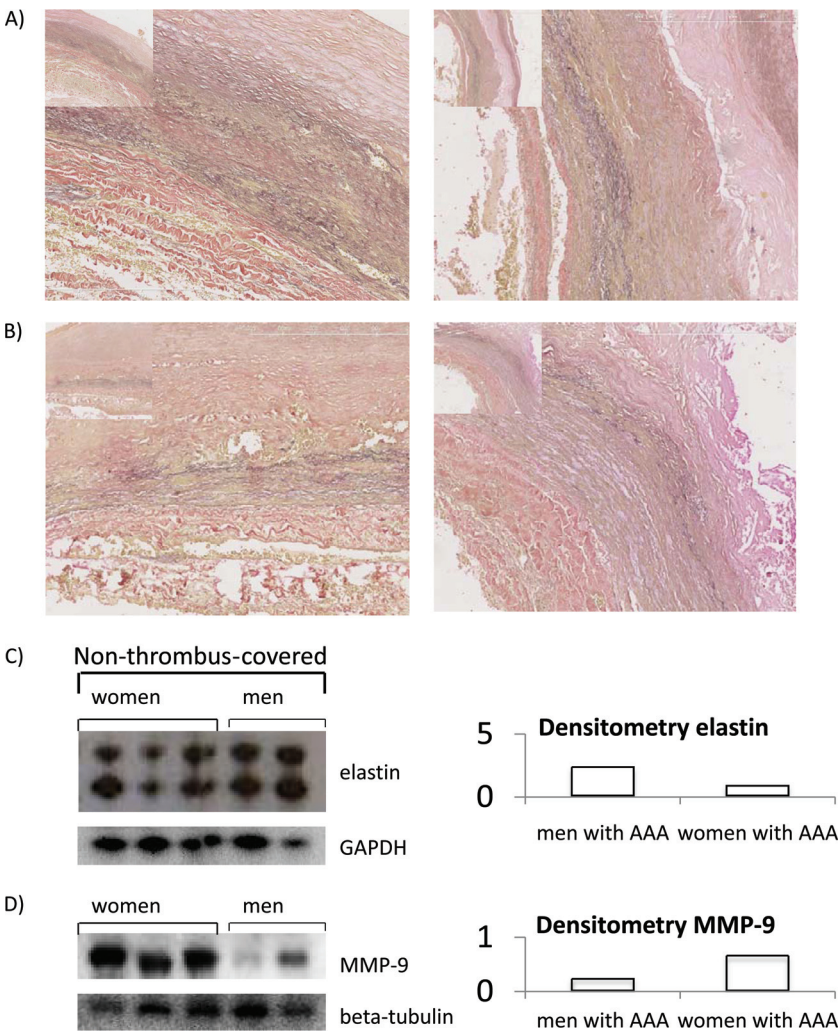 A)
B)
C)
Non-thrombus-covered
women men
elastin
GAPDH
5
Densitometry elastin
0
men with AAA women with AAA
D)
women men
MMP-9
beta-tubulin
1
Densitometry MMP-9
0
men with AAA women with AAA